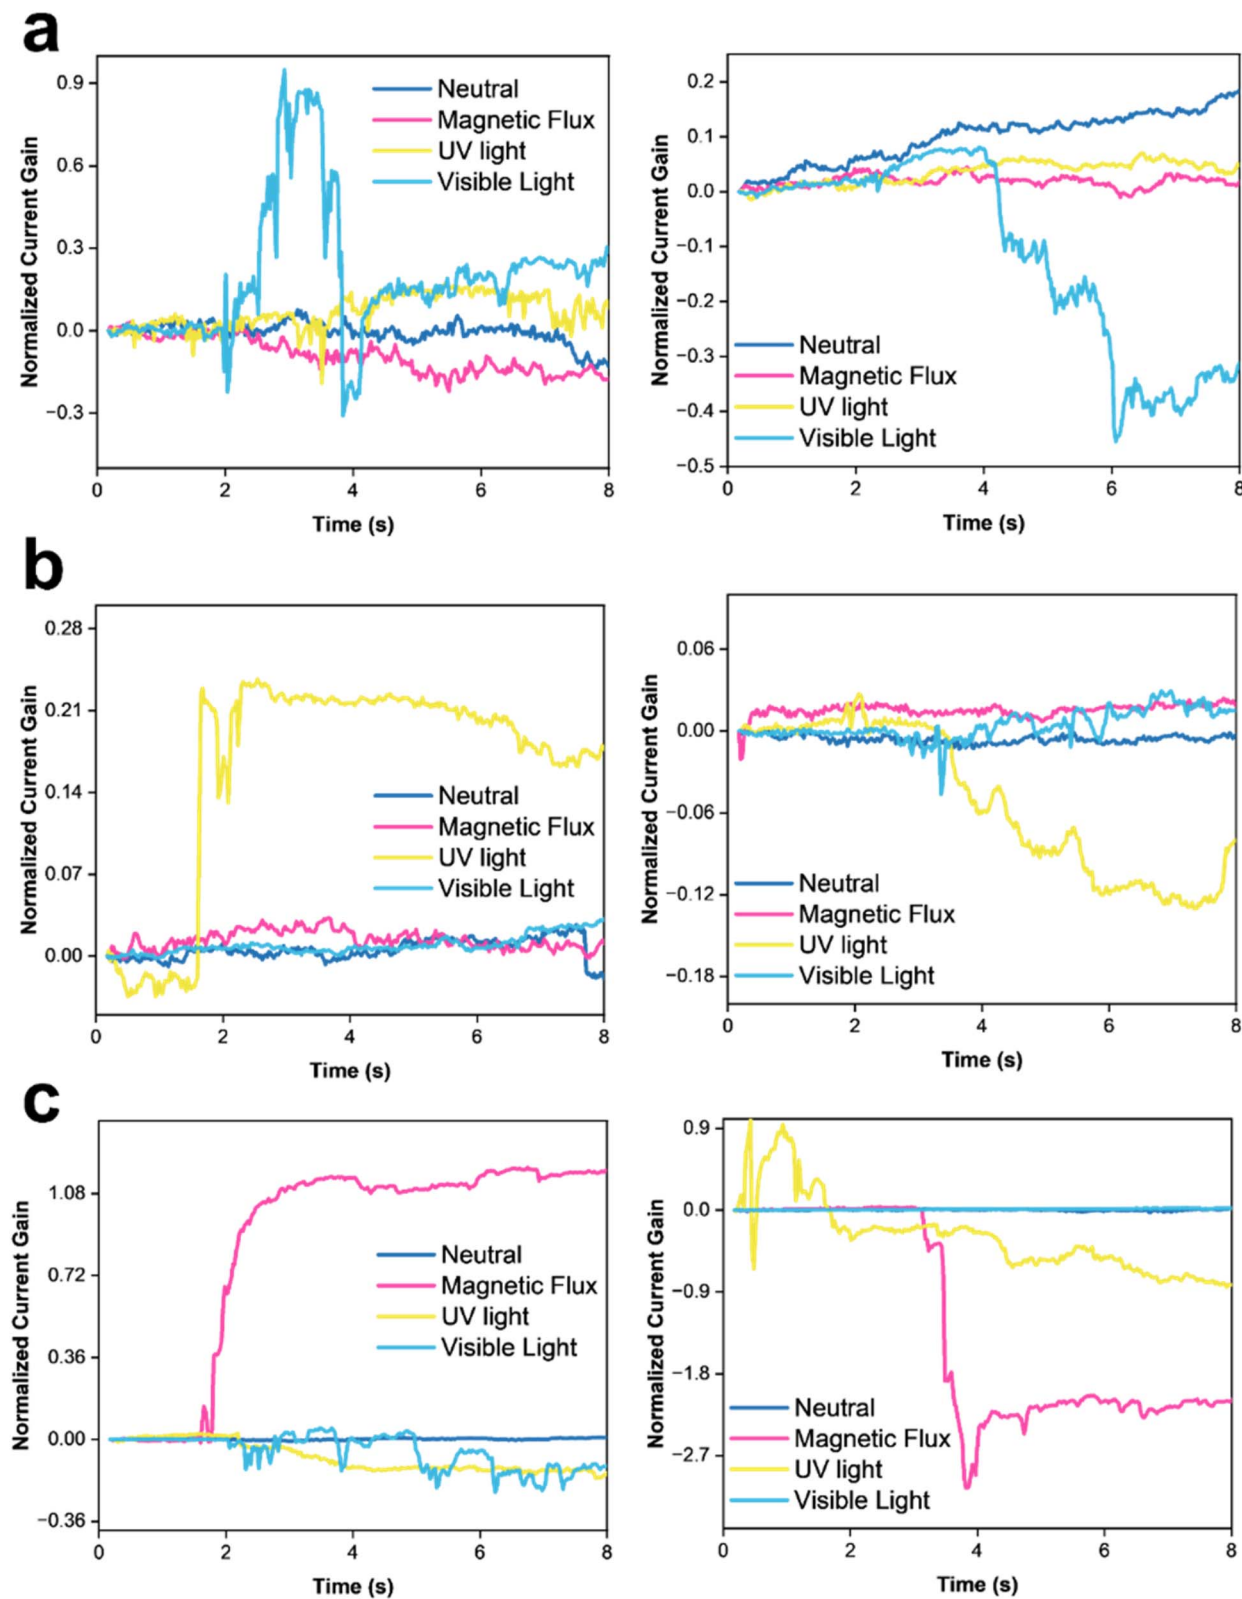 a
Normalized Current Gain
0.9
0.6
0.3
0.0
−0.3
Neutral
Magnetic Flux
UV light
Visible Light
0 2 4 6 8
Time (s)
Normalized Current Gain
0.2
0.1
0.0
−0.1
−0.2
−0.3
−0.4
−0.5
Neutral
Magnetic Flux
UV light
Visible Light
0 2 4 6 8
Time (s)
b
Normalized Current Gain
0.28
0.21
0.14
0.07
0.00
Neutral
Magnetic Flux
UV light
Visible Light
0 2 4 6 8
Time (s)
Normalized Current Gain
0.06
0.00
−0.06
−0.12
−0.18
Neutral
Magnetic Flux
UV light
Visible Light
0 2 4 6 8
Time (s)
c
Normalized Current Gain
1.08
0.72
0.36
0.00
−0.36
Neutral
Magnetic Flux
UV light
Visible Light
0 2 4 6 8
Time (s)
Normalized Current Gain
0.9
0.0
−0.9
−1.8
−2.7
Neutral
Magnetic Flux
UV light
Visible Light
0 2 4 6 8
Time (s)